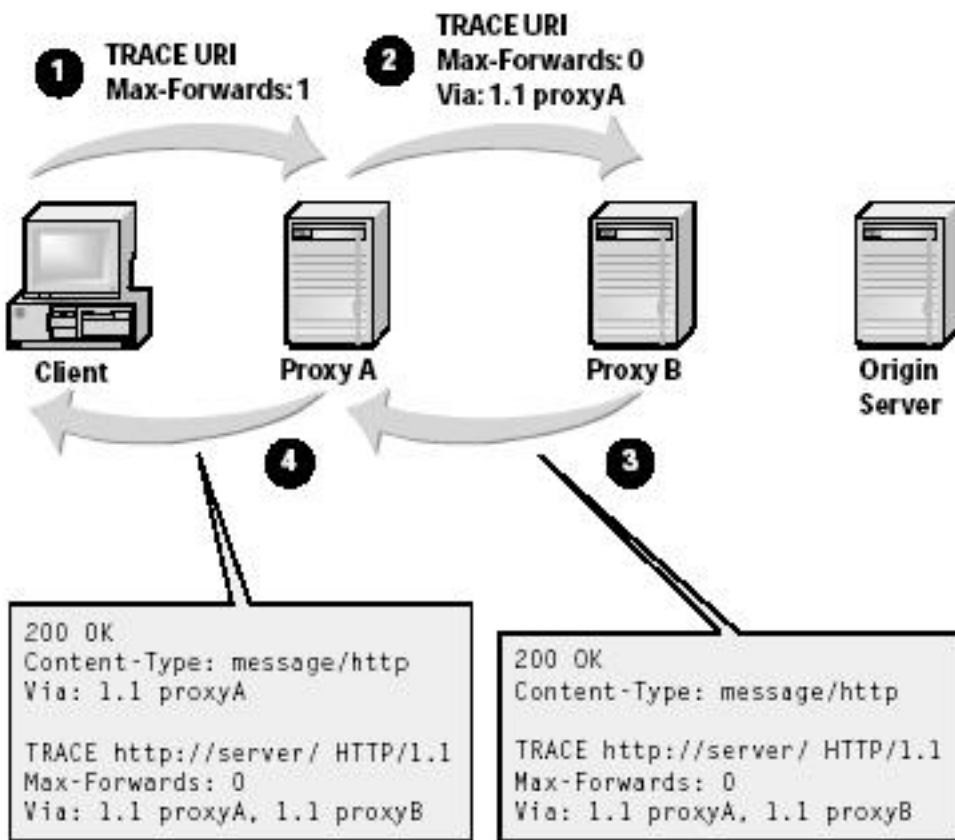 1
TRACE URI
Max-Forwards: 1
2
TRACE URI
Max-Forwards: 0
Via: 1.1 proxyA
Client
Proxy A
Proxy B
Origin
Server
4
3
200 OK
Content-Type: message/http
Via: 1.1 proxyA
TRACE http://server/ HTTP/1.1
Max-Forwards: 0
Via: 1.1 proxyA, 1.1 proxyB
200 OK
Content-Type: message/http
TRACE http://server/ HTTP/1.1
Max-Forwards: 0
Via: 1.1 proxyA, 1.1 proxyB